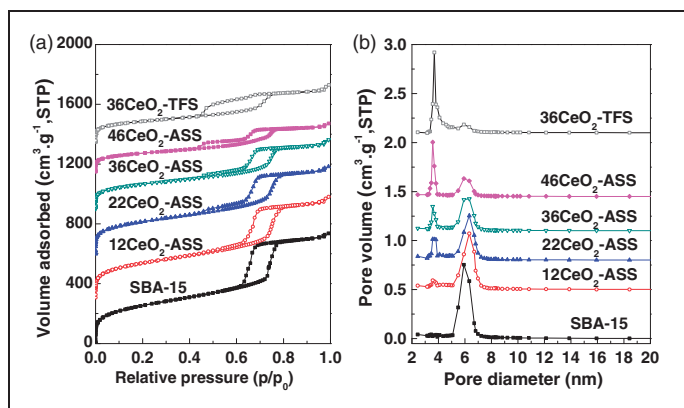 (a)
2000
1600
1200
800
400
0
0.0 0.2 0.4 0.6 0.8 1.0
Volume adsorbed (cm³.g⁻¹,STP)
Relative pressure (p/p₀)
36CeO₂-TFS
46CeO₂-ASS
36CeO₂-ASS
22CeO₂-ASS
12CeO₂-ASS
SBA-15
(b)
3.0
2.5
2.0
1.5
1.0
0.5
0.0
2 4 6 8 10 12 14 16 18 20
Pore volume (cm³.g⁻¹,STP)
Pore diameter (nm)
36CeO₂-TFS
46CeO₂-ASS
36CeO₂-ASS
22CeO₂-ASS
12CeO₂-ASS
SBA-15